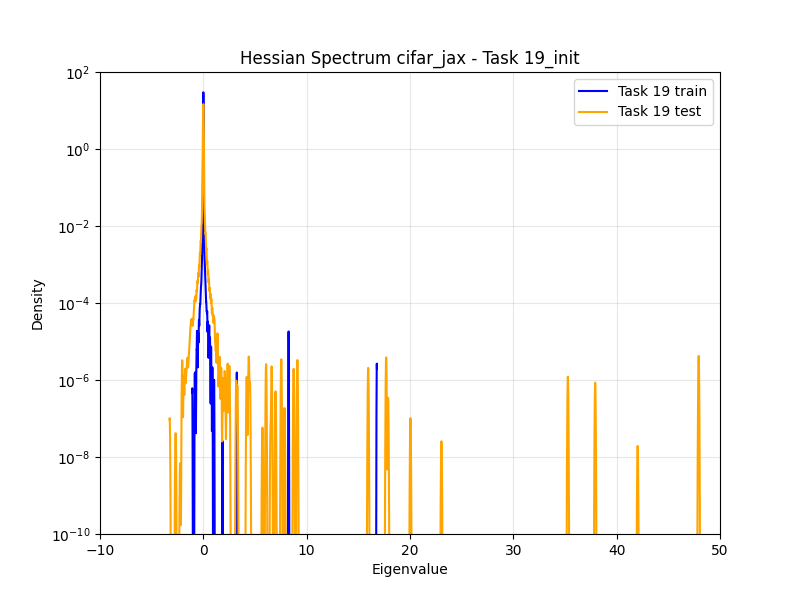 Hessian Spectrum cifar_jax - Task 19_init
Task 19 train
Task 19 test
Density
10^2
10^0
10^−2
10^−4
10^−6
10^−8
10^−10
−10
0
10
20
30
40
50
Eigenvalue